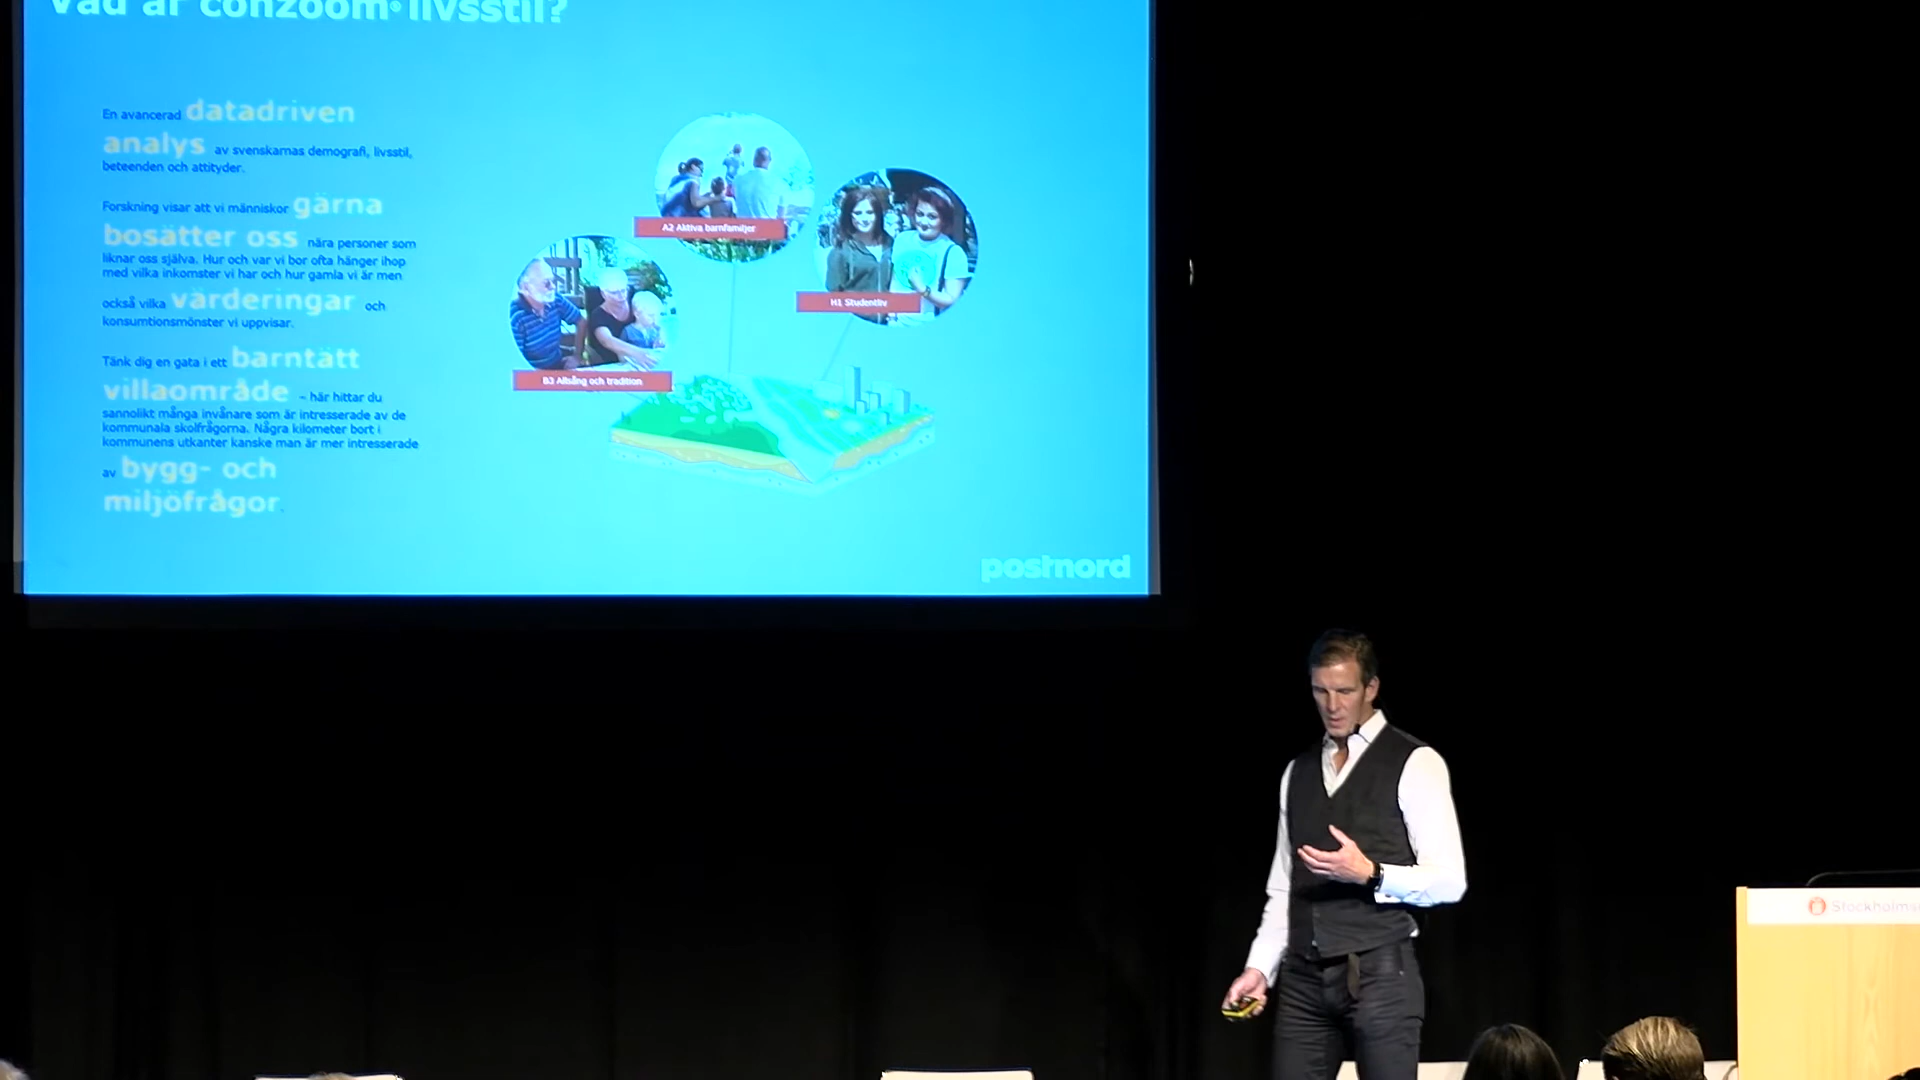 Vad är conzoom® livsstil?
En avancerad datadriven
analys av svenskarnas demografi, livsstil,
beteenden och attityder.
Forskning visar att vi människor gärna
bosätter oss nära personer som
liknar oss själva. Hur och var vi bor ofta hänger ihop
med vilka inkomster vi har och hur gamla vi är men
också vilka värderingar och
konsumtionsmönster vi uppvisar.
Tänk dig en gata i ett barntätt
villaområde – här hittar du
sannolikt många invånare som är intresserade av de
kommunala skolfrågorna. Några kilometer bort i
kommunens utkanter kanske man är mer intresserade
av bygg- och
miljöfrågor.
A2 Aktiva barnfamiljer
H1 Studentliv
B3 Allsång och tradition
postnord